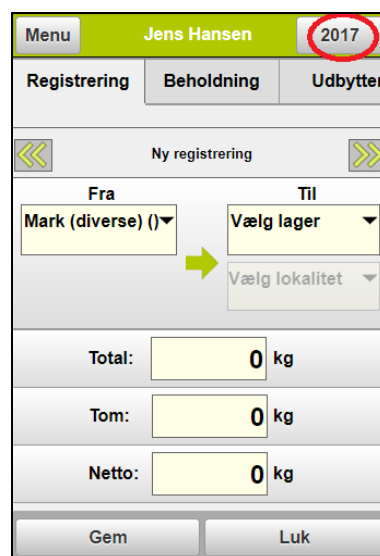 Menu Jens Hansen 2017
Registrering Beholdning Udbytter
Ny registrering
Fra Til
Mark (diverse) () Vælg lager
Vælg lokalitet
Total: 0 kg
Tom: 0 kg
Netto: 0 kg
Gem Luk